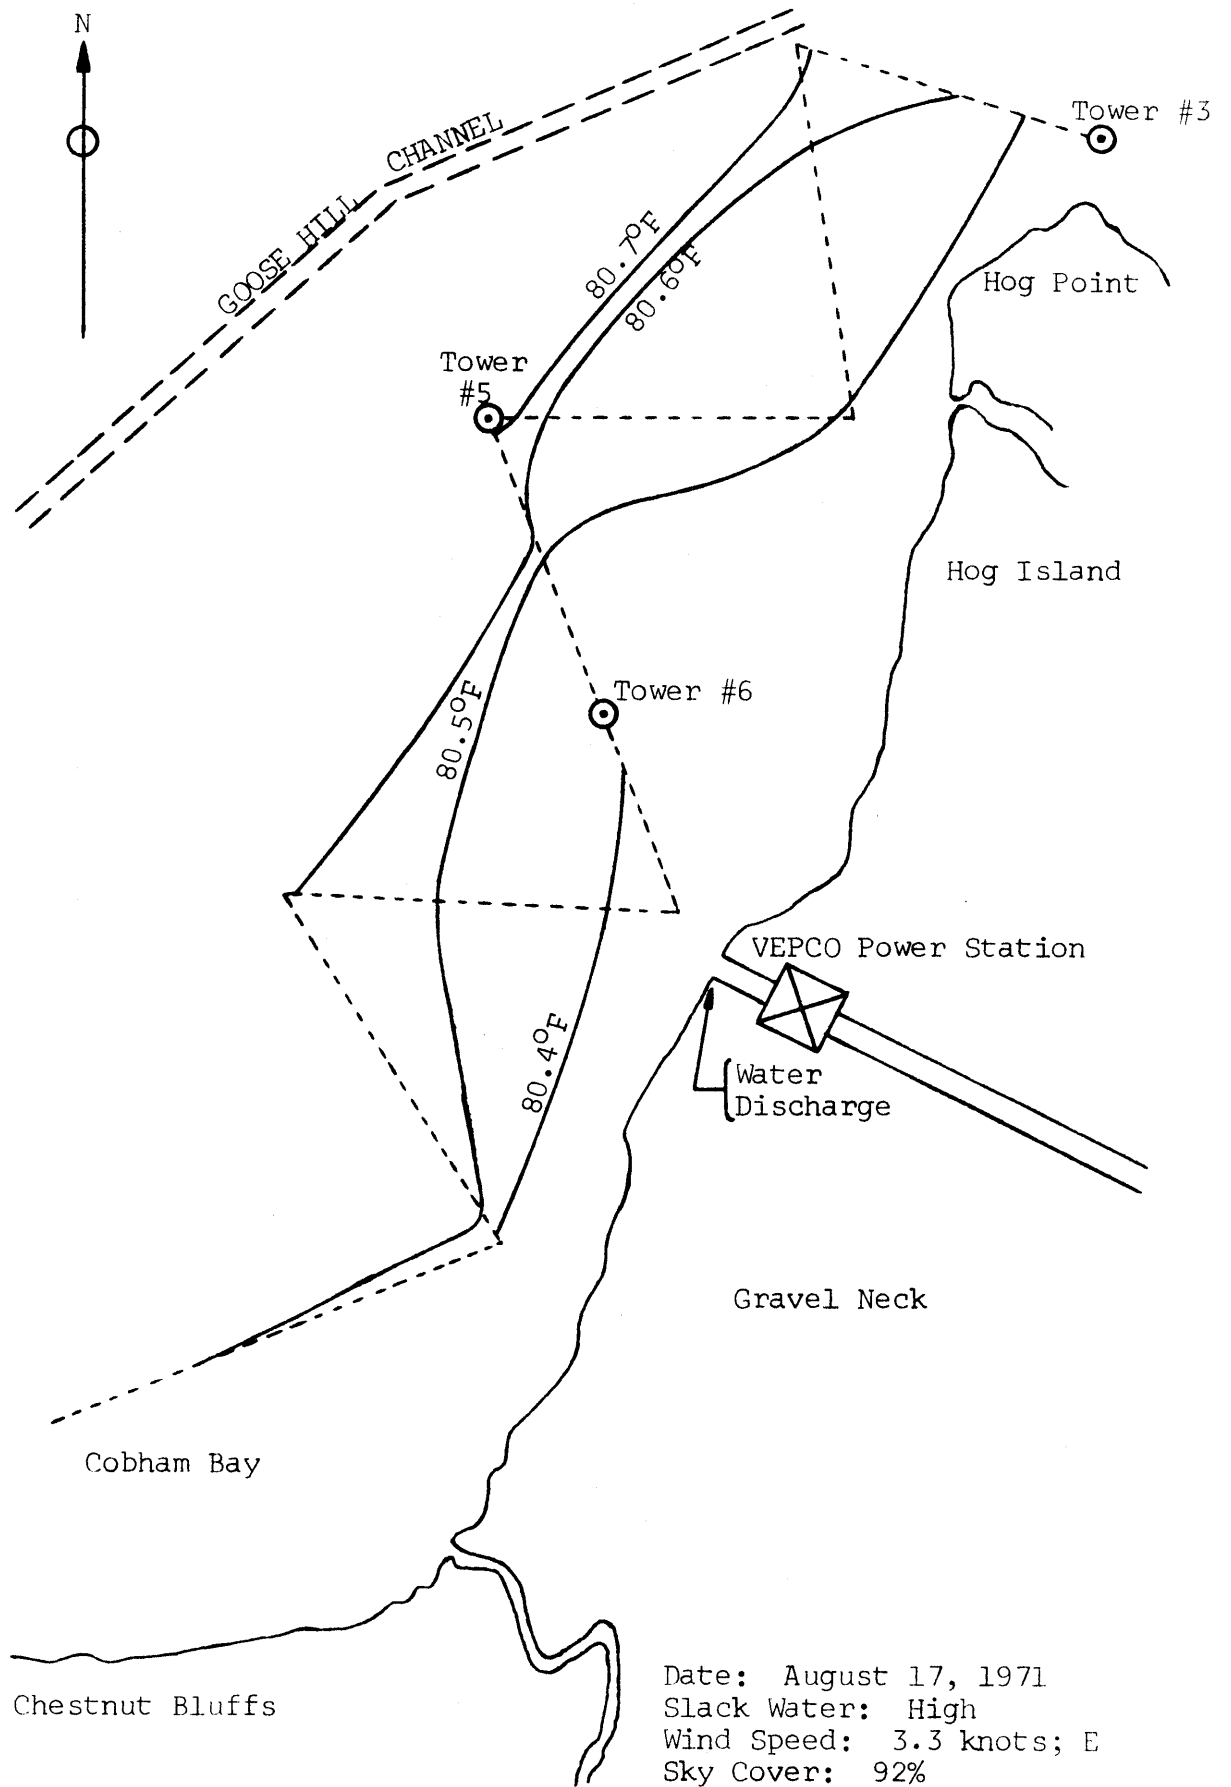 N
GOOSE HILL CHANNEL
Tower #3
80.7°F
80.6°F
Hog Point
Tower
#5
Hog Island
Tower #6
80.5°F
VEPCO Power Station
80.4°F
Water
Discharge
Gravel Neck
Cobham Bay
Chestnut Bluffs
Date: August 17, 1971
Slack Water: High
Wind Speed: 3.3 knots; E
Sky Cover: 92%